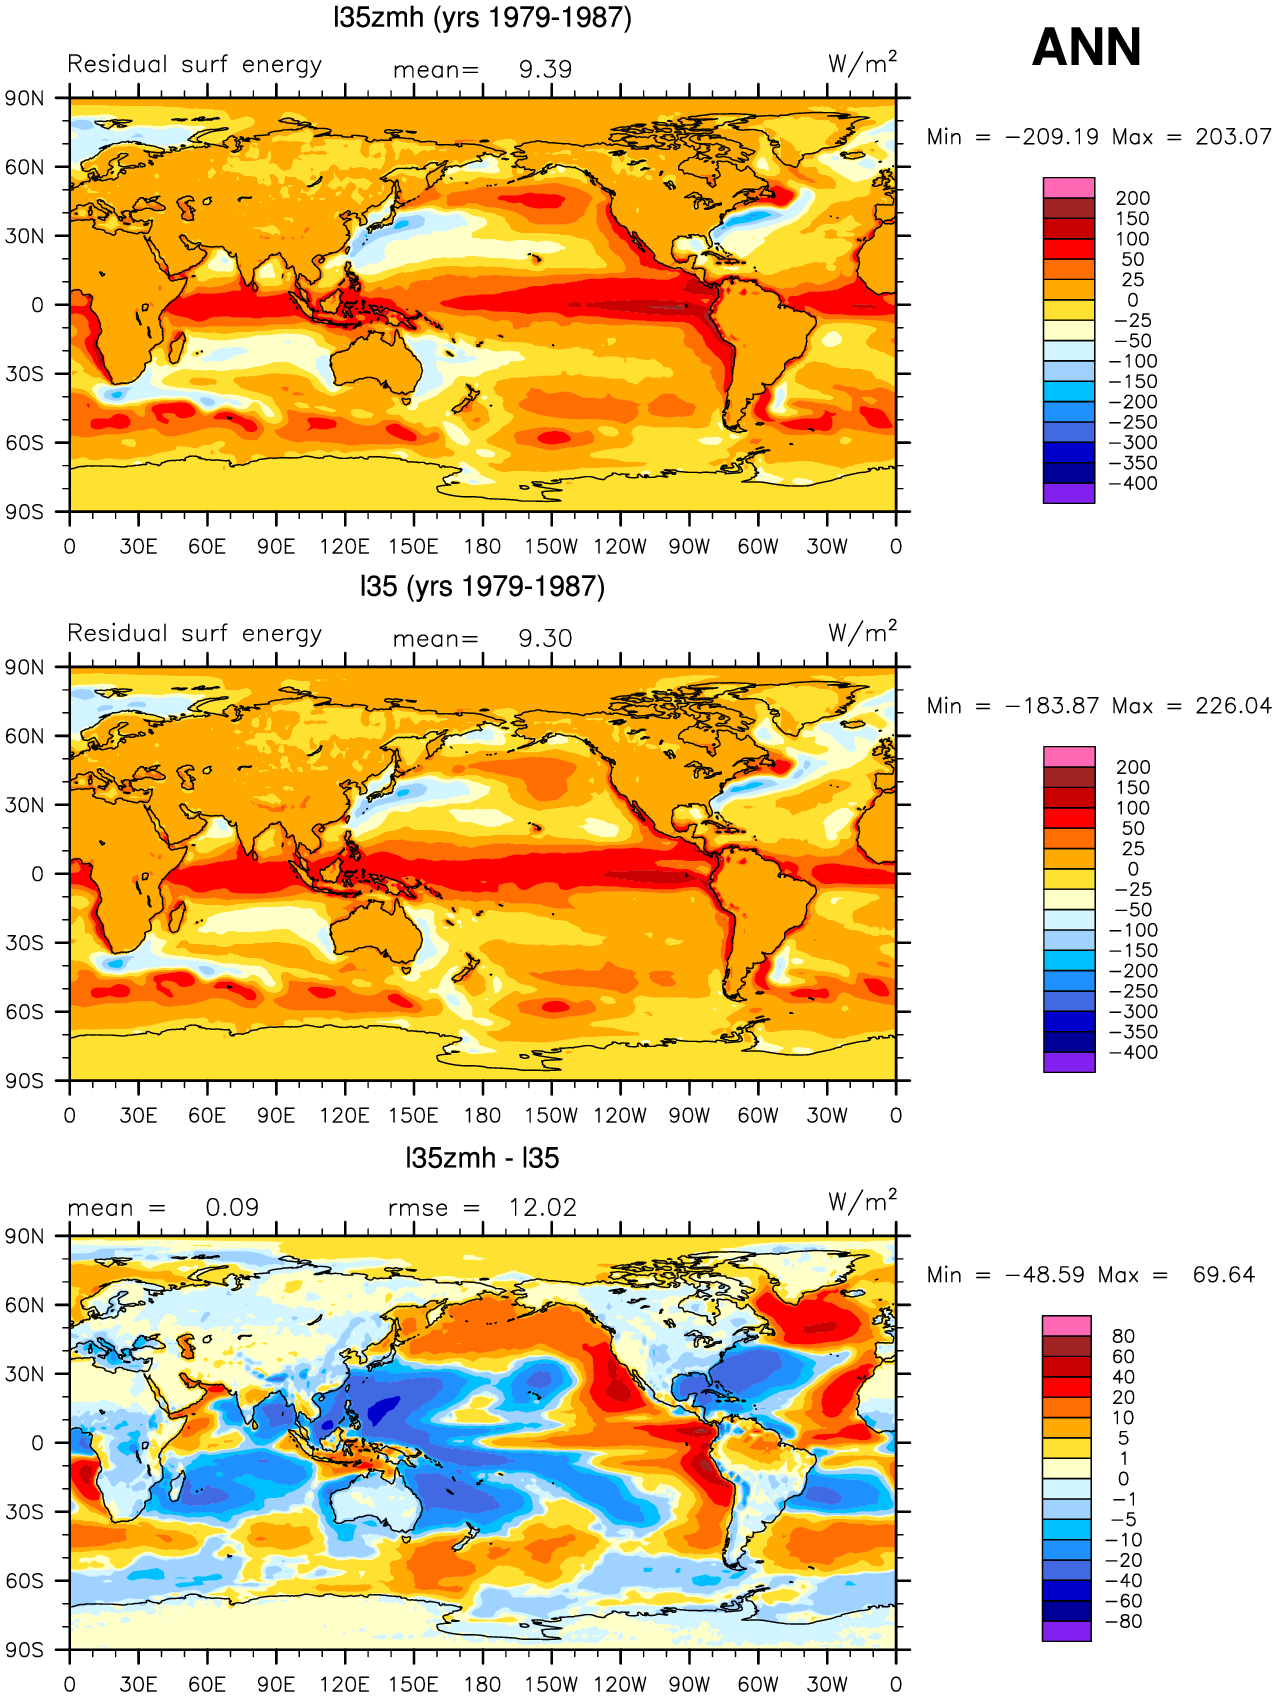 l35zmh (yrs 1979-1987)
ANN
Residual surf energy mean= 9.39 W/m²
Min = −209.19 Max = 203.07
90N
60N
30N
0
30S
60S
90S
0 30E 60E 90E 120E 150E 180 150W 120W 90W 60W 30W 0
200
150
100
50
25
0
−25
−50
−100
−150
−200
−250
−300
−350
−400
l35 (yrs 1979-1987)
Residual surf energy mean= 9.30 W/m²
Min = −183.87 Max = 226.04
90N
60N
30N
0
30S
60S
90S
0 30E 60E 90E 120E 150E 180 150W 120W 90W 60W 30W 0
200
150
100
50
25
0
−25
−50
−100
−150
−200
−250
−300
−350
−400
l35zmh - l35
mean = 0.09 rmse = 12.02 W/m²
Min = −48.59 Max = 69.64
90N
60N
30N
0
30S
60S
90S
0 30E 60E 90E 120E 150E 180 150W 120W 90W 60W 30W 0
80
60
40
20
10
5
1
0
−1
−5
−10
−20
−40
−60
−80